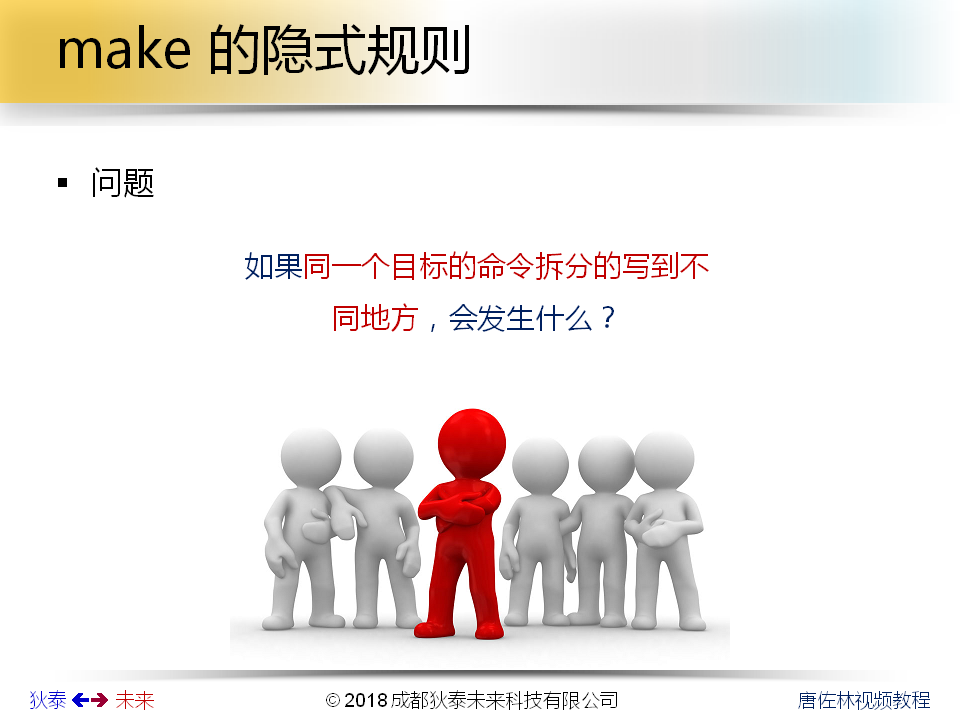 make 的隐式规则
问题
如果同一个目标的命令拆分的写到不
同地方，会发生什么？
狄泰 未来
© 2018 成都狄泰未来科技有限公司
唐佐林视频教程